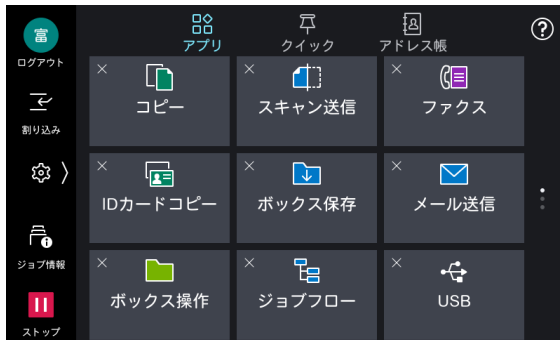 富
ログアウト
割り込み
ジョブ情報
ストップ
アプリ
クイック
アドレス帳
?
コピー
スキャン送信
ファクス
IDカードコピー
ボックス保存
メール送信
ボックス操作
ジョブフロー
USB